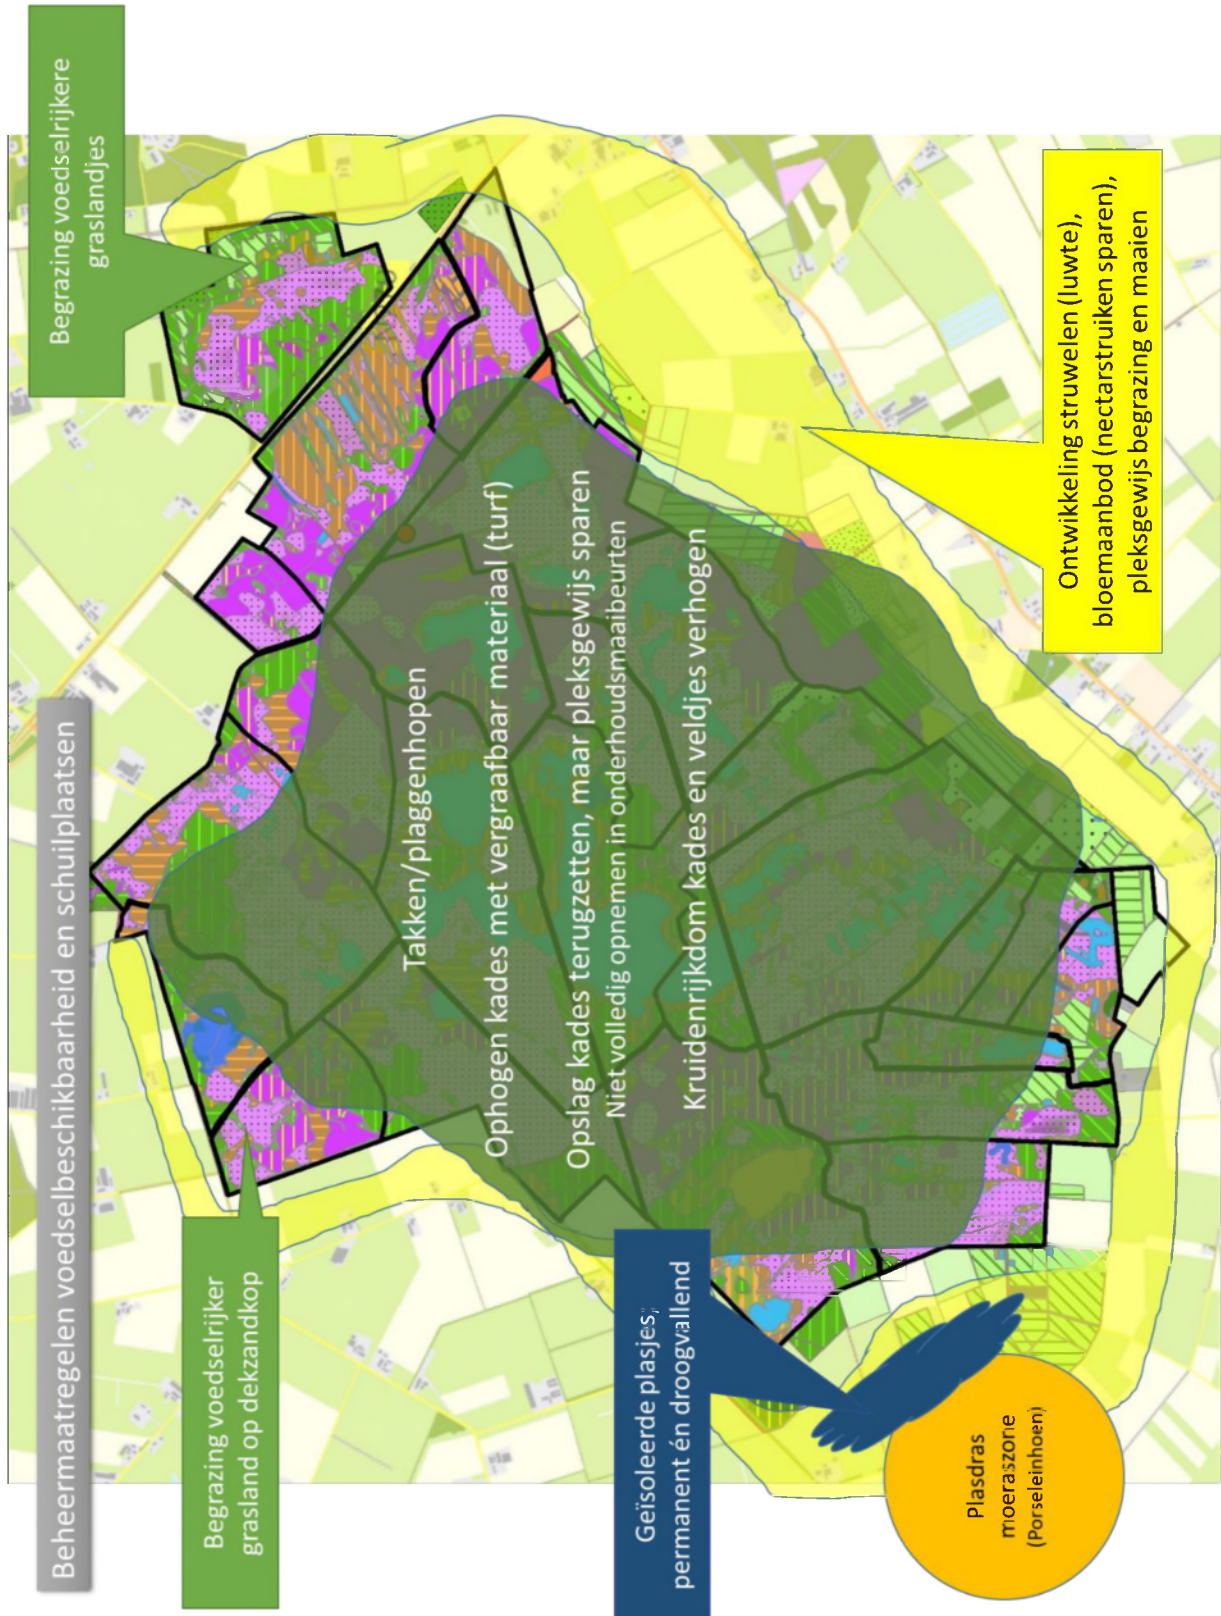 Beheermaatregelen voedselbeschikbaarheid en schuilplaatsen
Begrazing voedselrijker
grasland op dekzandkop
Begrazing voedselrijkere
graslandjes
Takken/plaggenhopen
Ophogen kades met vergraafbaar materiaal (turf)
Opslag kades terugzetten, maar pleksgewijs sparen
Niet volledig opnemen in onderhoudsmaaibeurten
Kruidenrijkdom kades en veldjes verhogen
Geïsoleerde plasjes;
permanent én droogvallend
Plasdras
moeraszone
(Porseleinhoen)
Ontwikkeling struwelen (luwte),
bloemaanbod (nectarstruiken sparen),
pleksgewijs begrazing en maaien